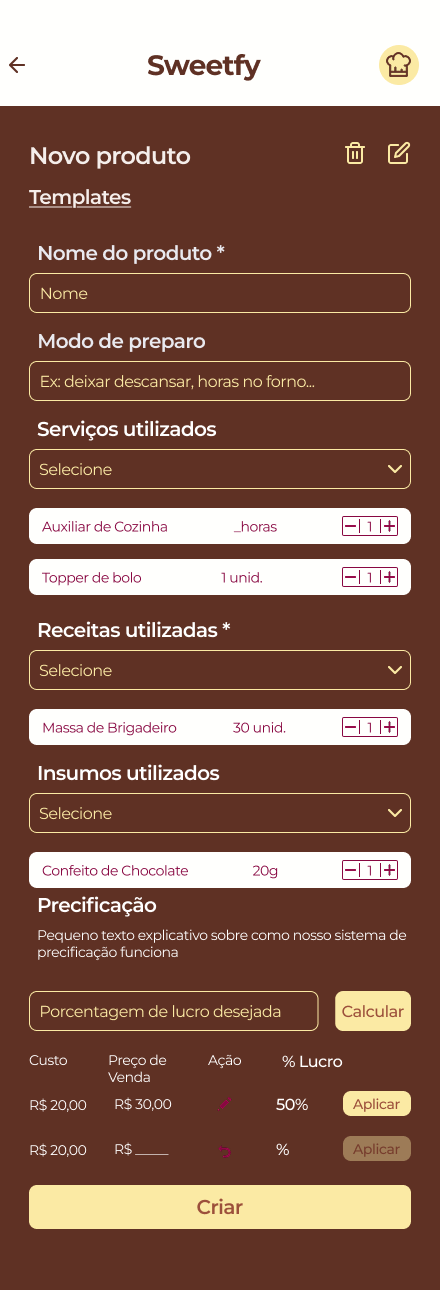 Sweetfy
Novo produto
Templates
Nome do produto *
Nome
Modo de preparo
Ex: deixar descansar, horas no forno...
Serviços utilizados
Selecione
Auxiliar de Cozinha _horas 1
Topper de bolo 1 unid. 1
Receitas utilizadas *
Selecione
Massa de Brigadeiro 30 unid. 1
Insumos utilizados
Selecione
Confeito de Chocolate 20g 1
Precificação
Pequeno texto explicativo sobre como nosso sistema de
precificação funciona
Porcentagem de lucro desejada Calcular
Custo Preço de Ação % Lucro
Venda
R$ 20,00 R$ 30,00 50% Aplicar
R$ 20,00 R$ _____ % Aplicar
Criar